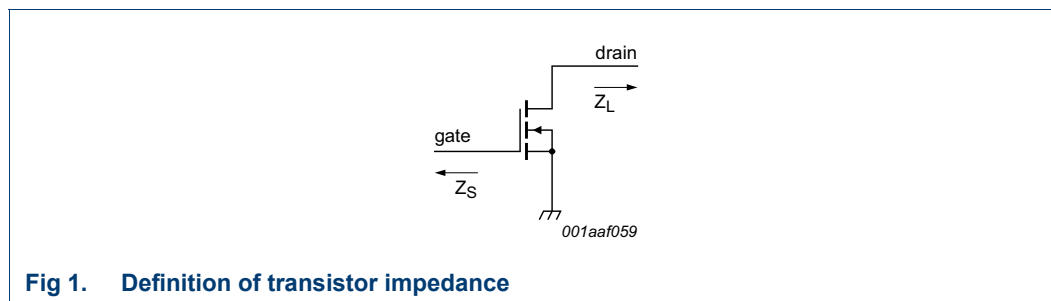 drain
Z_L
gate
Z_S
001aaf059
Fig 1. Definition of transistor impedance